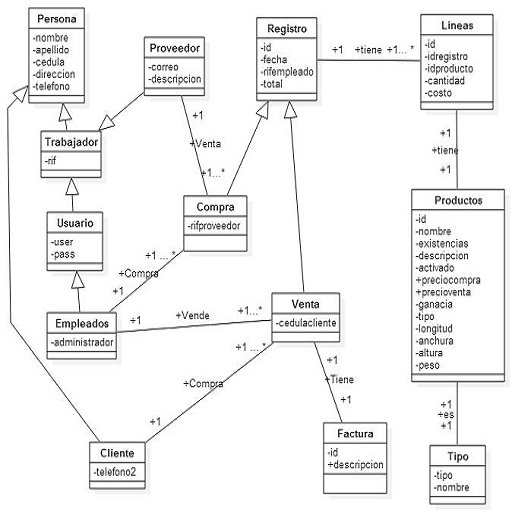 Persona
-nombre
-apellido
-cedula
-direccion
-telefono
Proveedor
-correo
-descripcion
Registro
-id
-fecha
-rifempleado
-total
+1 +tiene +1... *
Lineas
-id
-idregistro
-idproducto
-cantidad
-costo
+1
+tiene
+1
Trabajador
-rif
+1
+Venta
+1...*
Usuario
-user
-pass
Compra
-rifproveedor
Productos
-id
-nombre
-existencias
-descripcion
-activado
+preciocompra
+precioventa
-ganacia
-tipo
-longitud
-anchura
-altura
-peso
+1 ... *
+Compra
+1
Empleados
-administrador
+1 +Vende +1...*
Venta
-cedulacliente
+1 ... *
+Compra
+1
+1
+Tiene
+1
+1
+es
+1
Cliente
-telefono2
Factura
-id
+descripcion
Tipo
-tipo
-nombre